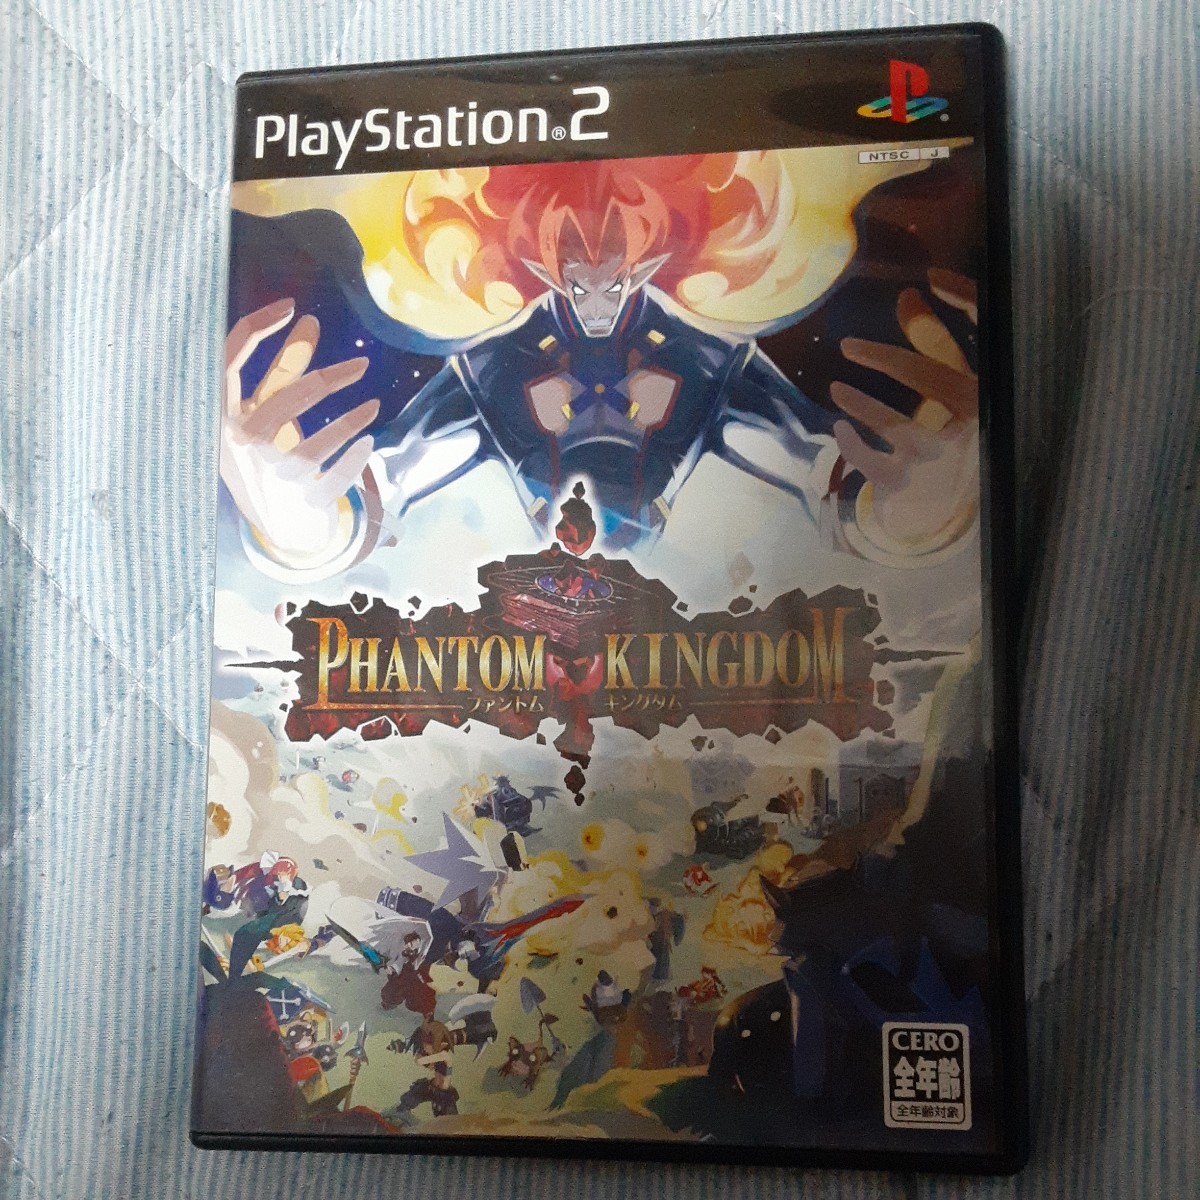 PlayStation®2
NTSC J
PHANTOM KINGDOM
ファントム キングダム
CERO
全年齢
全年齢対象